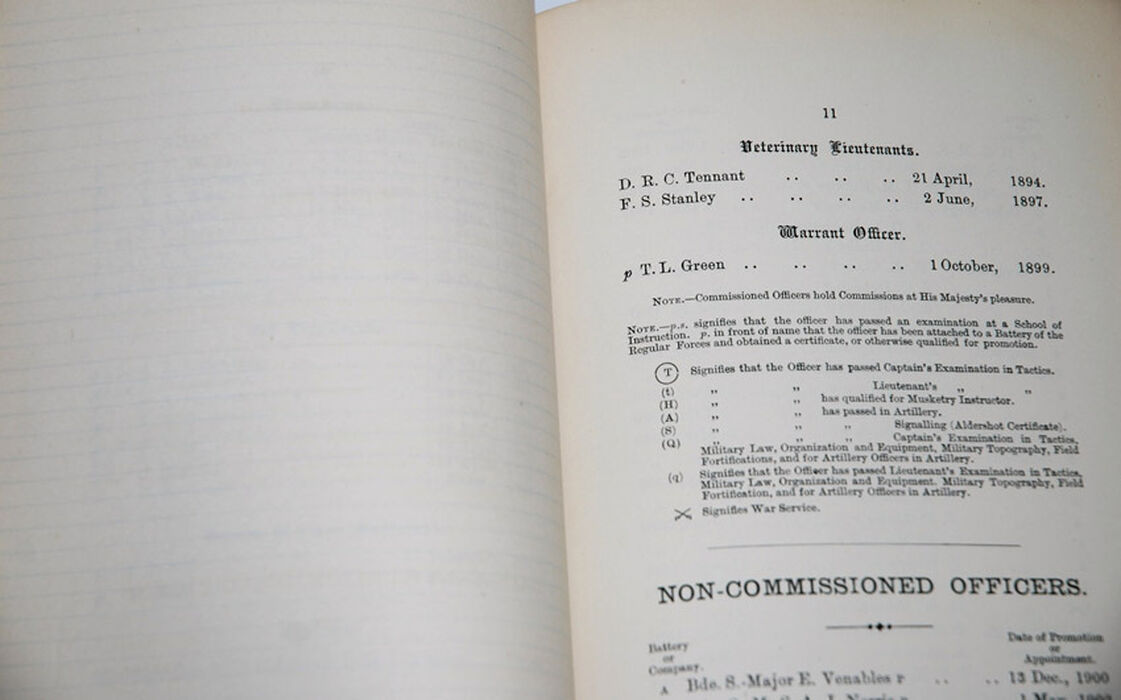 11
Veterinary Lieutenants.
D. R. C. Tennant .. .. .. 21 April, 1894.
F. S. Stanley .. .. .. .. 2 June, 1897.
Warrant Officer.
p T. L. Green .. .. .. .. 1 October, 1899.
NOTE.—Commissioned Officers hold Commissions at His Majesty's pleasure.
NOTE.—p.s. signifies that the officer has passed an examination at a School of
Instruction. p. in front of name that the officer has been attached to a Battery of the
Regular Forces and obtained a certificate, or otherwise qualified for promotion.
(T) Signifies that the Officer has passed Captain's Examination in Tactics.
(t) „ „ Lieutenant's „ „
(H) „ „ has qualified for Musketry Instructor.
(A) „ „ has passed in Artillery.
(S) „ „ „ Signalling (Aldershot Certificate).
(Q) „ „ „ Captain's Examination in Tactics,
Military Law, Organization and Equipment, Military Topography, Field
Fortifications, and for Artillery Officers in Artillery.
(q) Signifies that the Officer has passed Lieutenant's Examination in Tactics,
Military Law, Organization and Equipment. Military Topography, Field
Fortification, and for Artillery Officers in Artillery.
Signifies War Service.
NON-COMMISSIONED OFFICERS.
Battery
or
Company.
Date of Promotion
or
Appointment.
A Bde. S.-Major E. Venables r .. .. 13 Dec., 1900